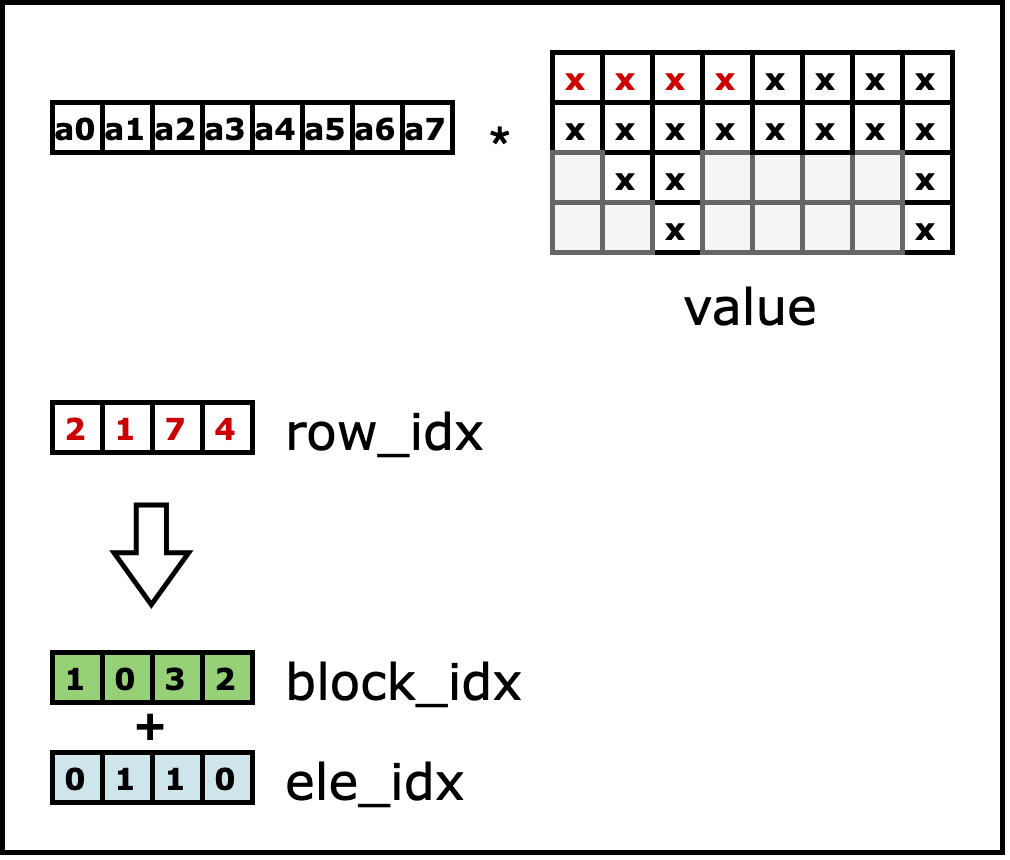 x x x x x x x x
a0 a1 a2 a3 a4 a5 a6 a7 * x x x x x x x x
x x x
x x
value
2 1 7 4 row_idx
1 0 3 2 block_idx
+
0 1 1 0 ele_idx